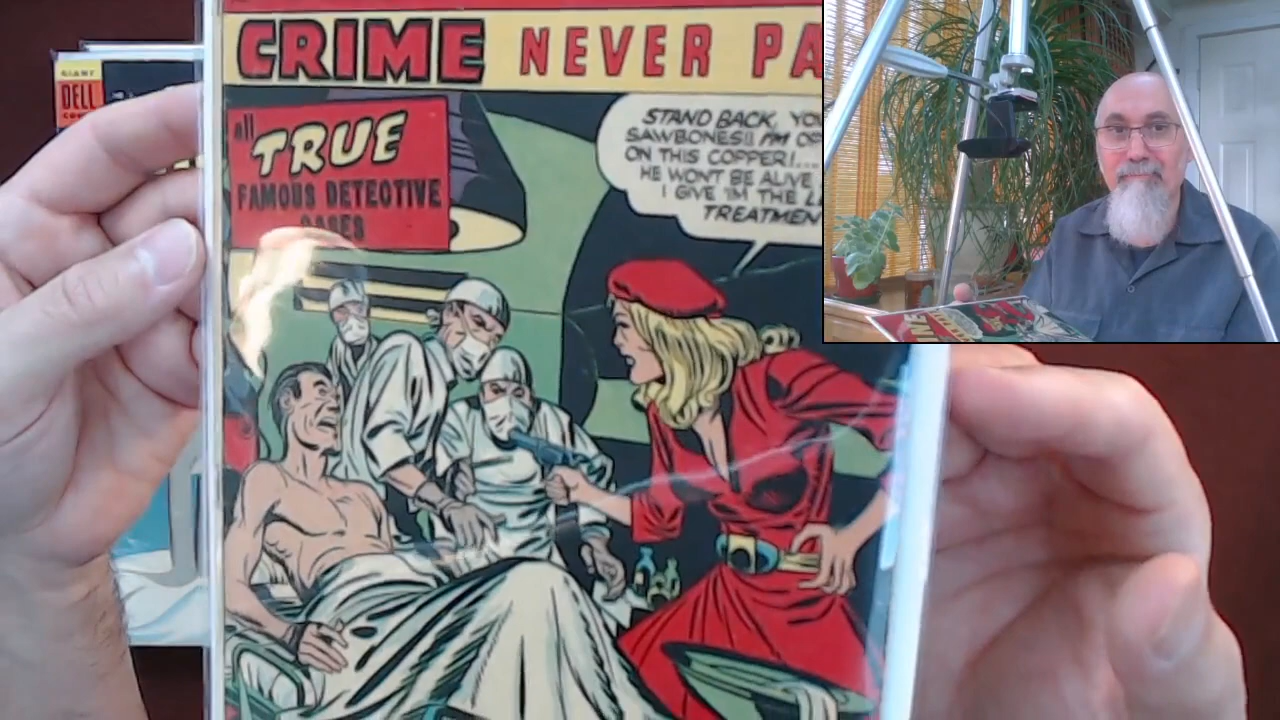 CRIME NEVER PA
all
TRUE
FAMOUS DETECTIVE
CASES
STAND BACK, YO
SAWBONES!! I'M OP
ON THIS COPPER!...
HE WON'T BE ALIVE
I GIVE 'IM THE L
TREATMEN
GIANT
DELL